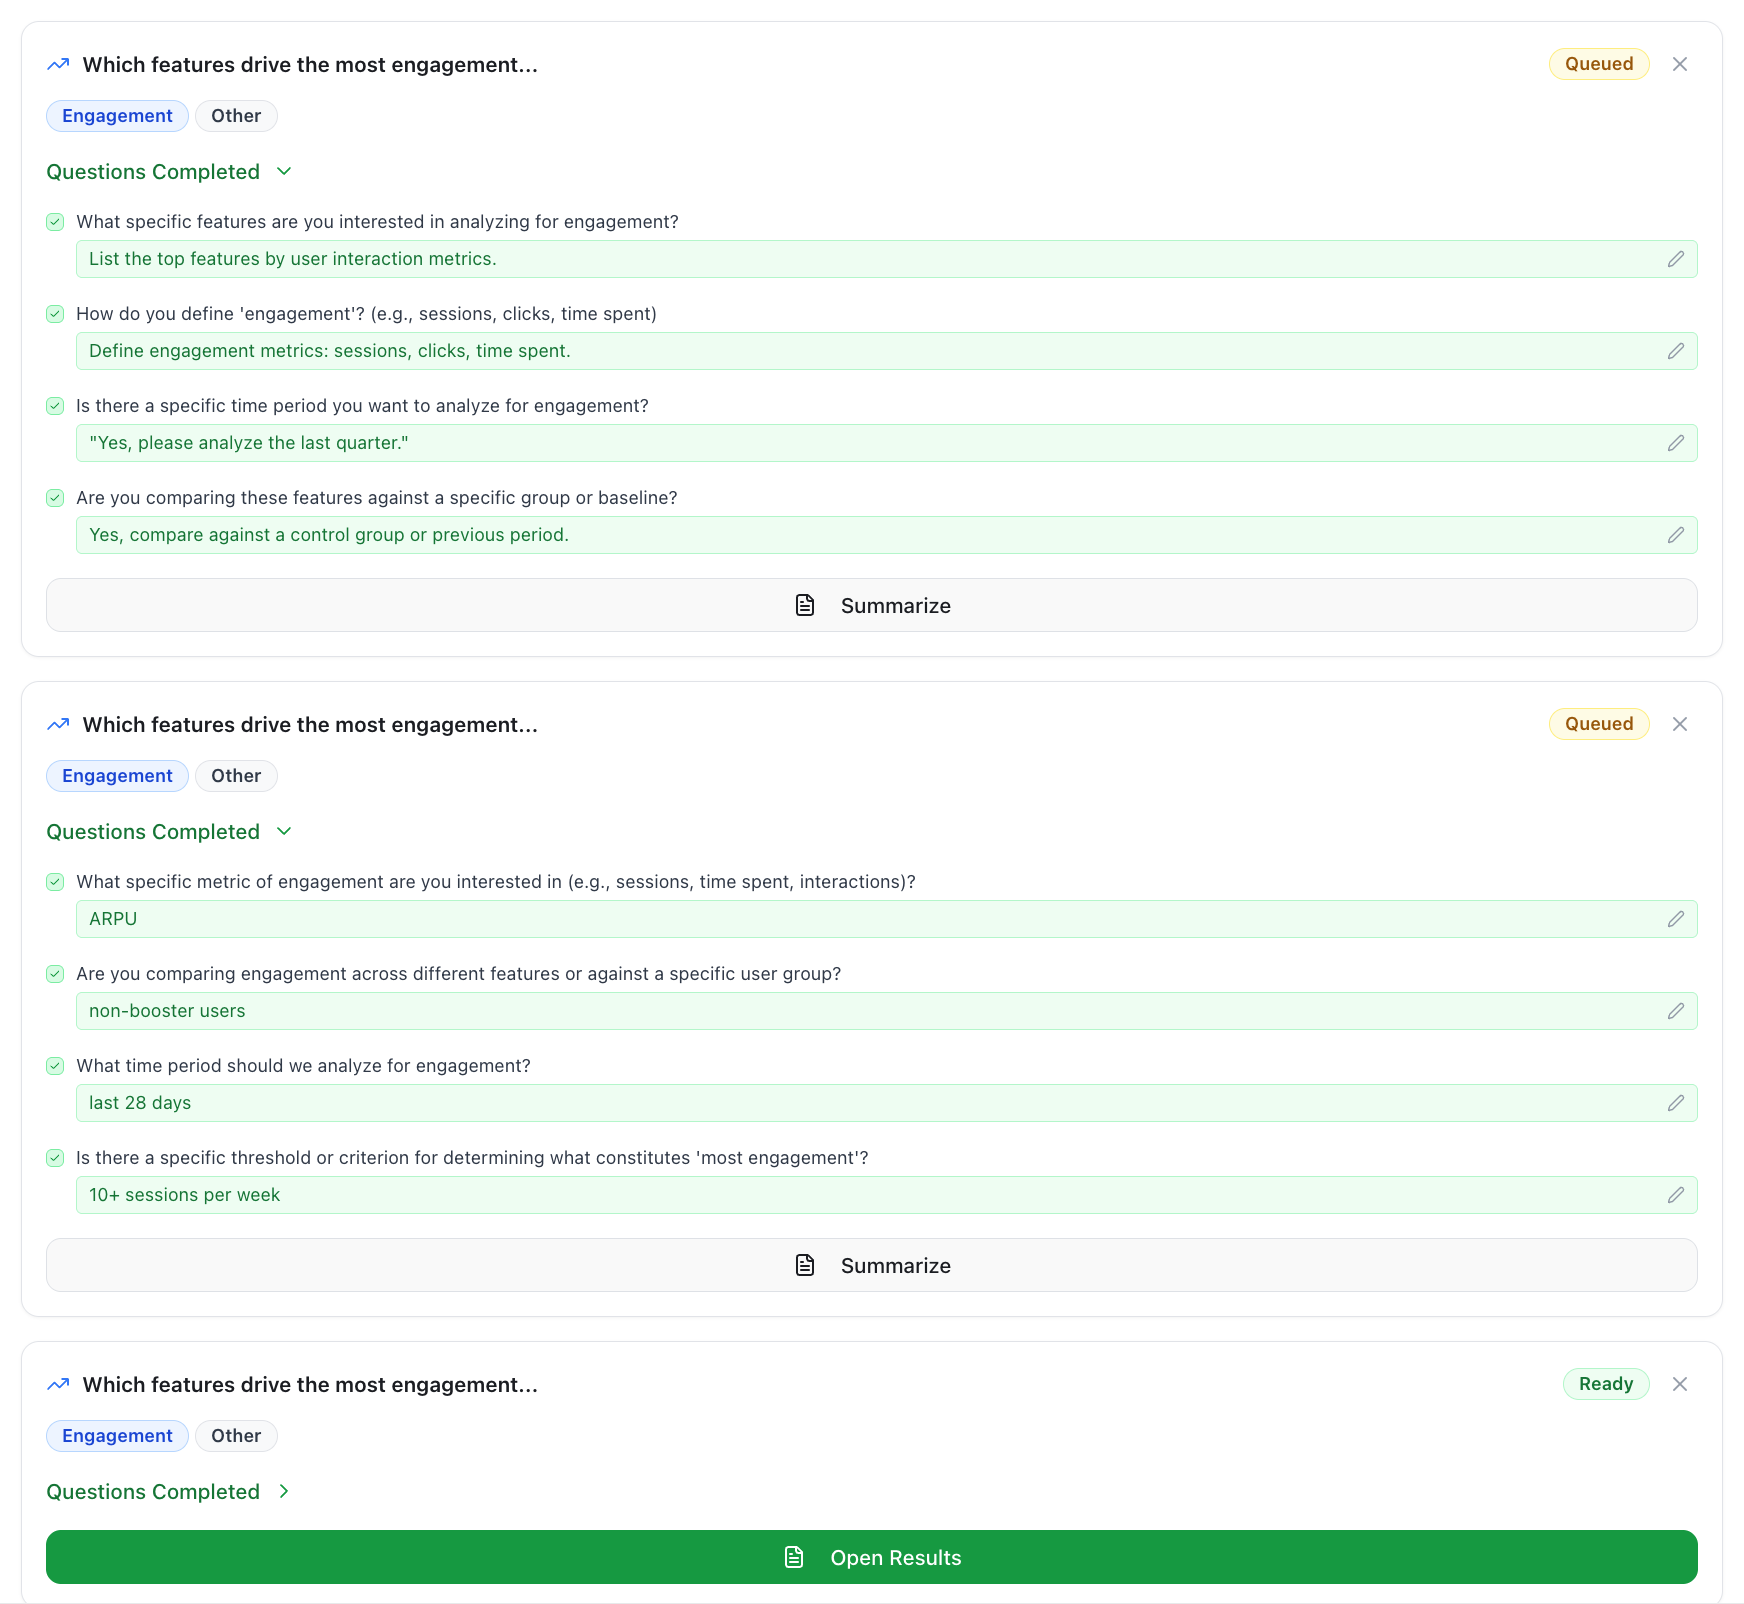 Which features drive the most engagement...
Queued
Engagement
Other
Questions Completed
What specific features are you interested in analyzing for engagement?
List the top features by user interaction metrics.
How do you define 'engagement'? (e.g., sessions, clicks, time spent)
Define engagement metrics: sessions, clicks, time spent.
Is there a specific time period you want to analyze for engagement?
"Yes, please analyze the last quarter."
Are you comparing these features against a specific group or baseline?
Yes, compare against a control group or previous period.
Summarize
Which features drive the most engagement...
Queued
Engagement
Other
Questions Completed
What specific metric of engagement are you interested in (e.g., sessions, time spent, interactions)?
ARPU
Are you comparing engagement across different features or against a specific user group?
non-booster users
What time period should we analyze for engagement?
last 28 days
Is there a specific threshold or criterion for determining what constitutes 'most engagement'?
10+ sessions per week
Summarize
Which features drive the most engagement...
Ready
Engagement
Other
Questions Completed
Open Results